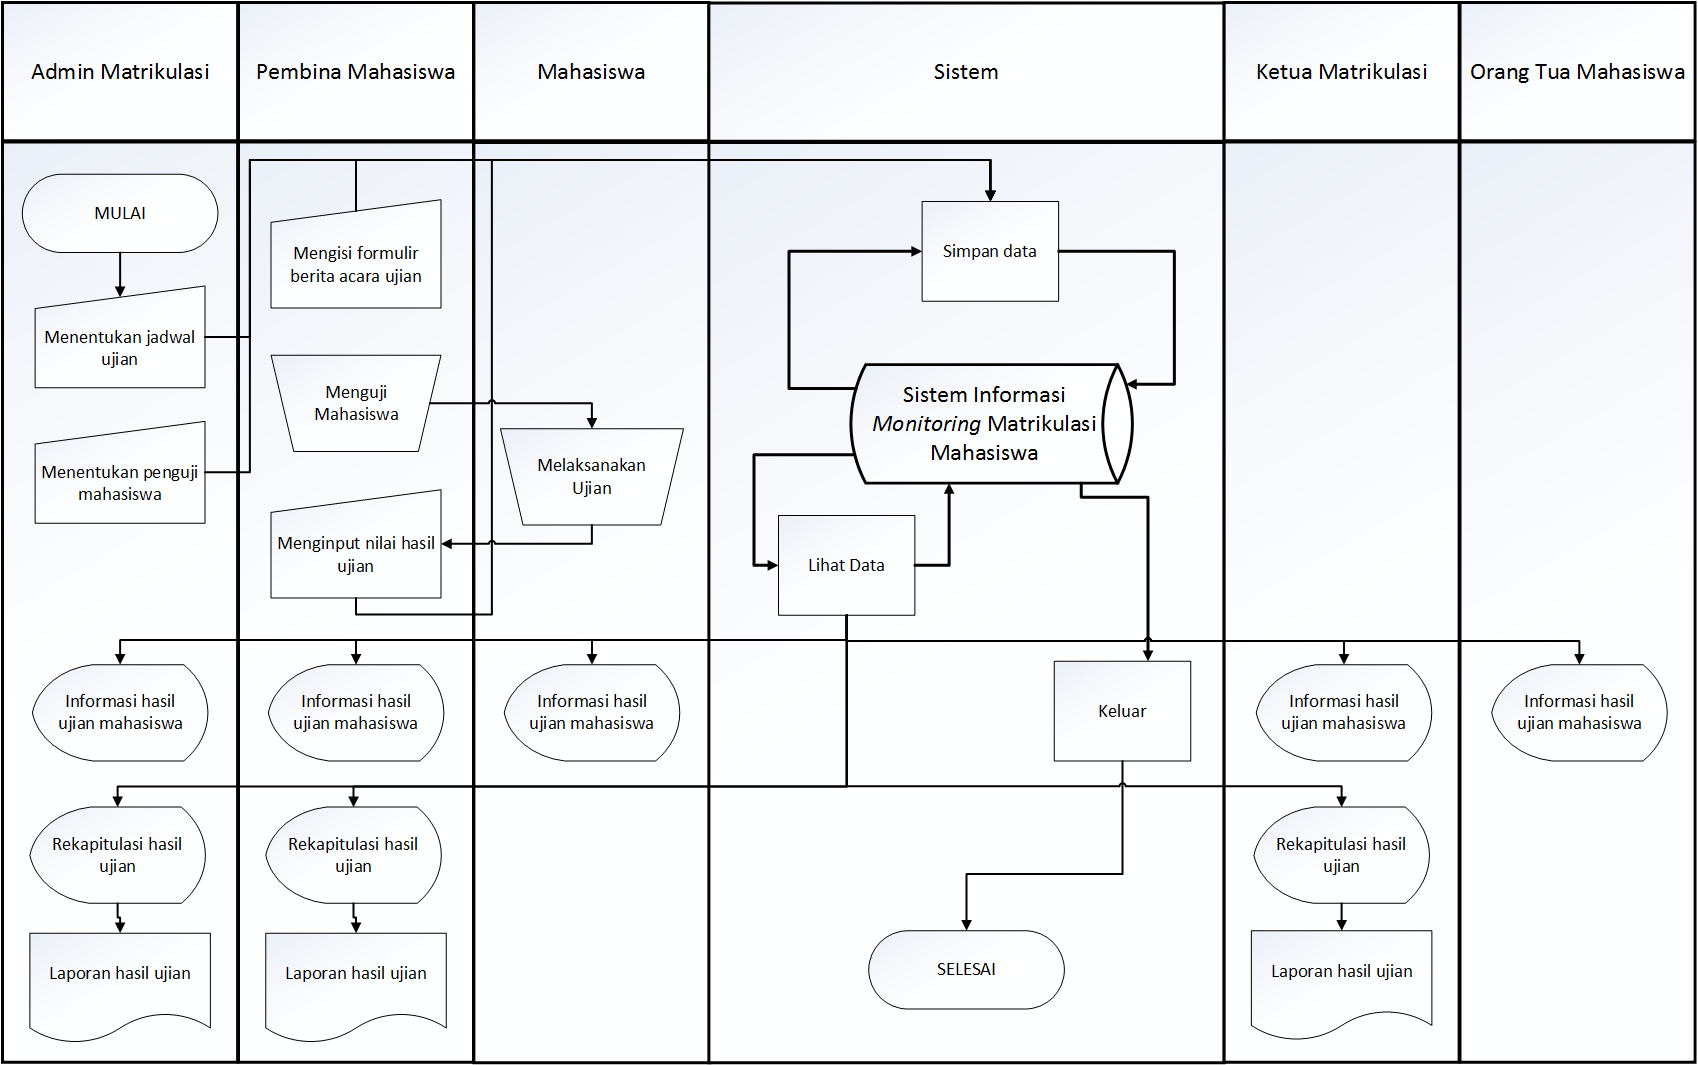 Admin Matrikulasi
Pembina Mahasiswa
Mahasiswa
Sistem
Ketua Matrikulasi
Orang Tua Mahasiswa
MULAI
Menentukan jadwal
ujian
Menentukan penguji
mahasiswa
Mengisi formulir
berita acara ujian
Menguji
Mahasiswa
Menginput nilai hasil
ujian
Melaksanakan
Ujian
Simpan data
Sistem Informasi
Monitoring Matrikulasi
Mahasiswa
Lihat Data
Keluar
Informasi hasil
ujian mahasiswa
Informasi hasil
ujian mahasiswa
Informasi hasil
ujian mahasiswa
Informasi hasil
ujian mahasiswa
Informasi hasil
ujian mahasiswa
Rekapitulasi hasil
ujian
Rekapitulasi hasil
ujian
Rekapitulasi hasil
ujian
Laporan hasil ujian
Laporan hasil ujian
SELESAI
Laporan hasil ujian